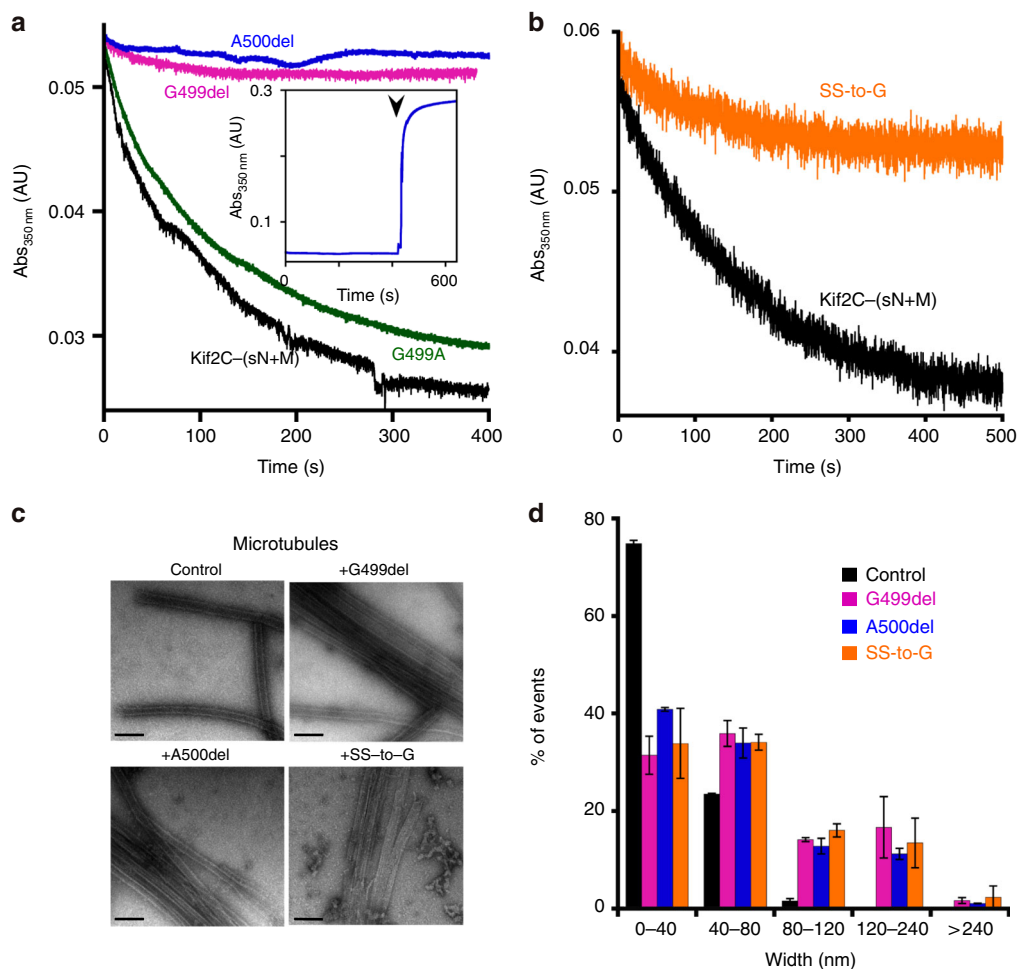 a
A500del
G499del
G499A
Kif2C–(sN+M)
0.05
0.04
0.03
Abs350 nm (AU)
0
100
200
300
400
Time (s)
0.3
0.1
Abs350 nm (AU)
0
600
Time (s)
b
SS-to-G
Kif2C–(sN+M)
0.06
0.05
0.04
Abs350 nm (AU)
0
100
200
300
400
500
Time (s)
c
Microtubules
Control
+G499del
+A500del
+SS–to–G
d
80
60
40
20
0
% of events
Control
G499del
A500del
SS-to-G
0–40
40–80
80–120
120–240
>240
Width (nm)